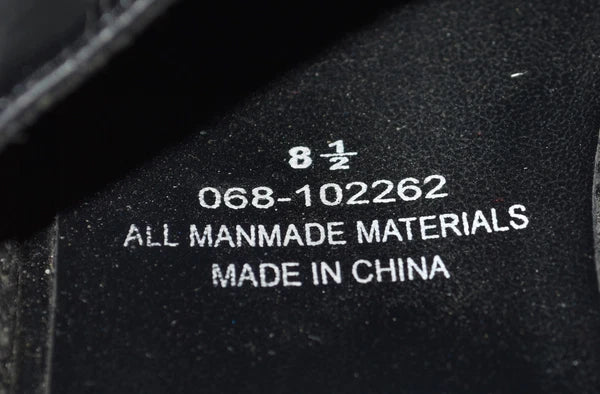 8 1/2
068-102262
ALL MANMADE MATERIALS
MADE IN CHINA